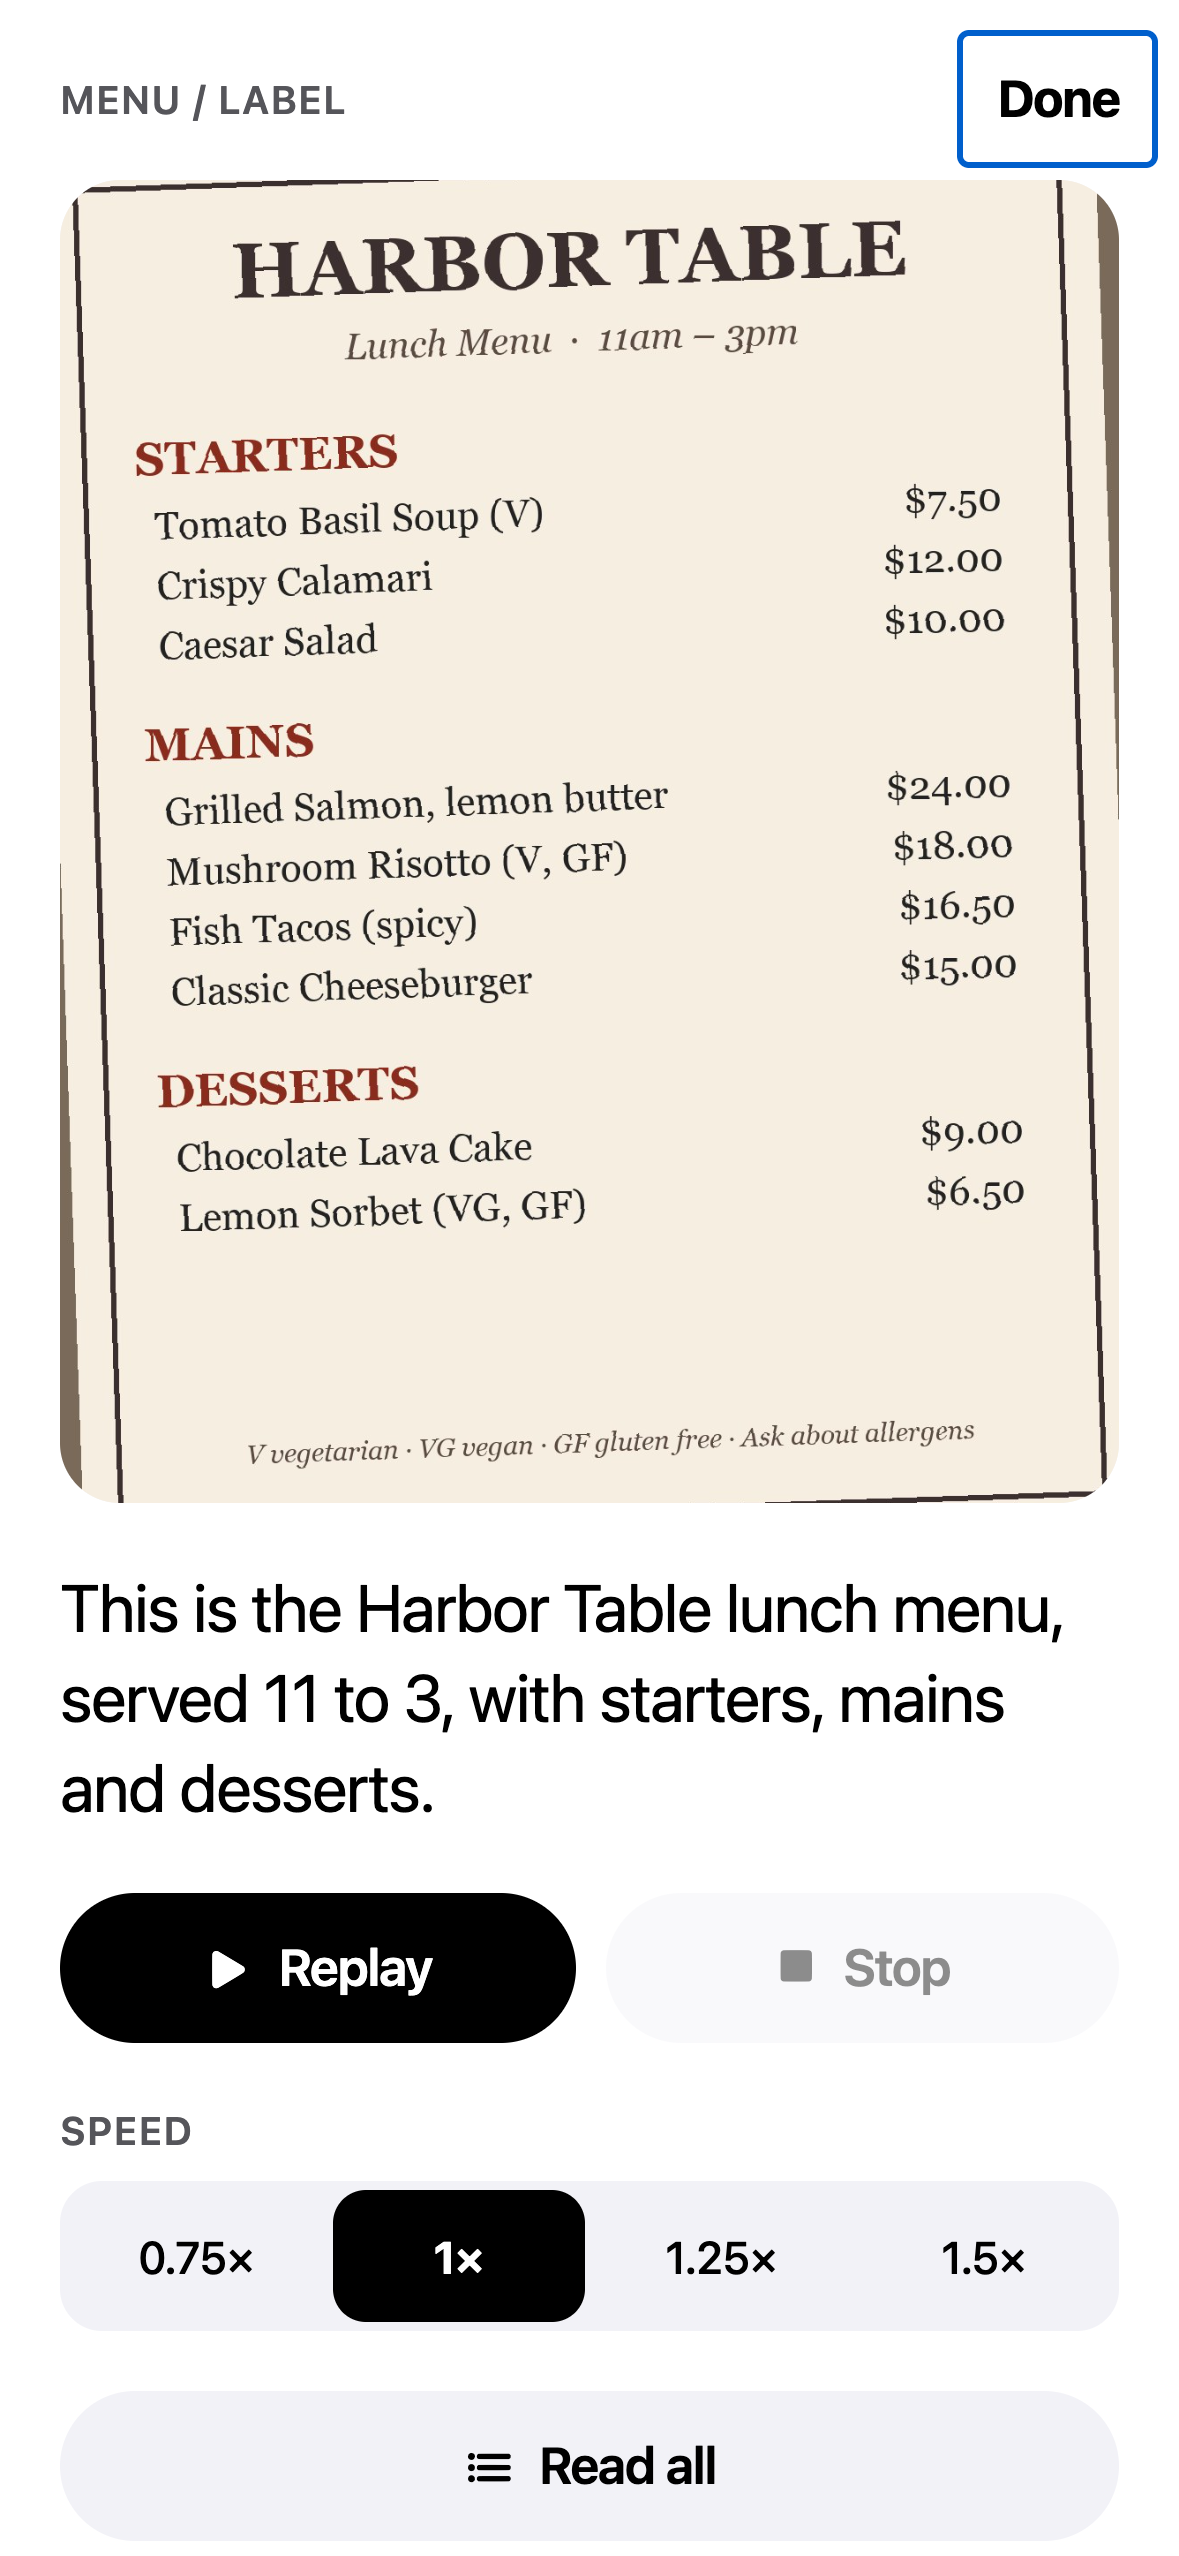 MENU / LABEL
Done
HARBOR TABLE
Lunch Menu · 11am – 3pm
STARTERS
Tomato Basil Soup (V) $7.50
Crispy Calamari $12.00
Caesar Salad $10.00
MAINS
Grilled Salmon, lemon butter $24.00
Mushroom Risotto (V, GF) $18.00
Fish Tacos (spicy) $16.50
Classic Cheeseburger $15.00
DESSERTS
Chocolate Lava Cake $9.00
Lemon Sorbet (VG, GF) $6.50
V vegetarian · VG vegan · GF gluten free · Ask about allergens
This is the Harbor Table lunch menu,
served 11 to 3, with starters, mains
and desserts.
Replay
Stop
SPEED
0.75× 1× 1.25× 1.5×
Read all